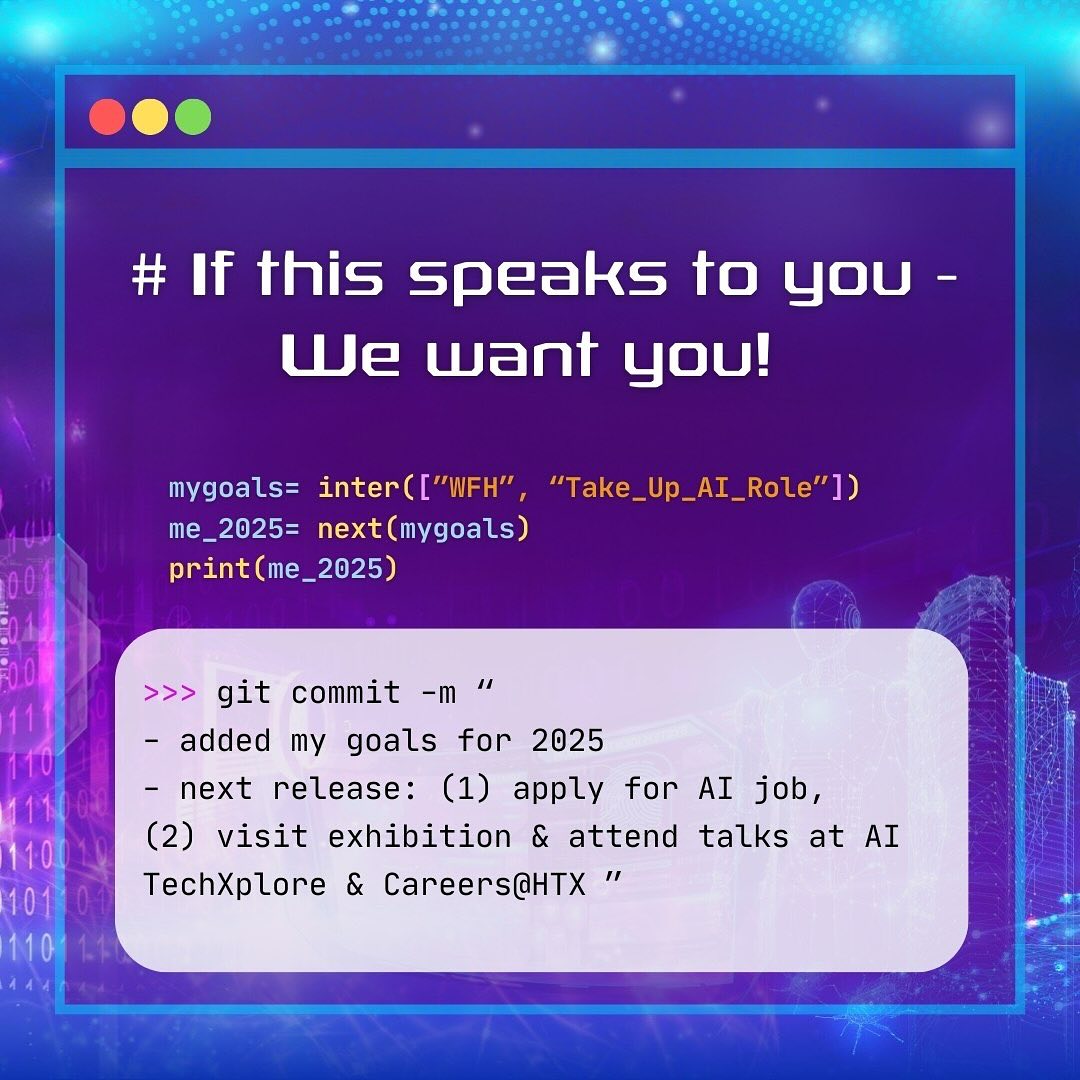 # If this speaks to you -
We want you!
mygoals= inter([”WFH”, “Take_Up_AI_Role”])
me_2025= next(mygoals)
print(me_2025)
>>> git commit -m “
- added my goals for 2025
- next release: (1) apply for AI job,
(2) visit exhibition & attend talks at AI
TechXplore & Careers@HTX ”